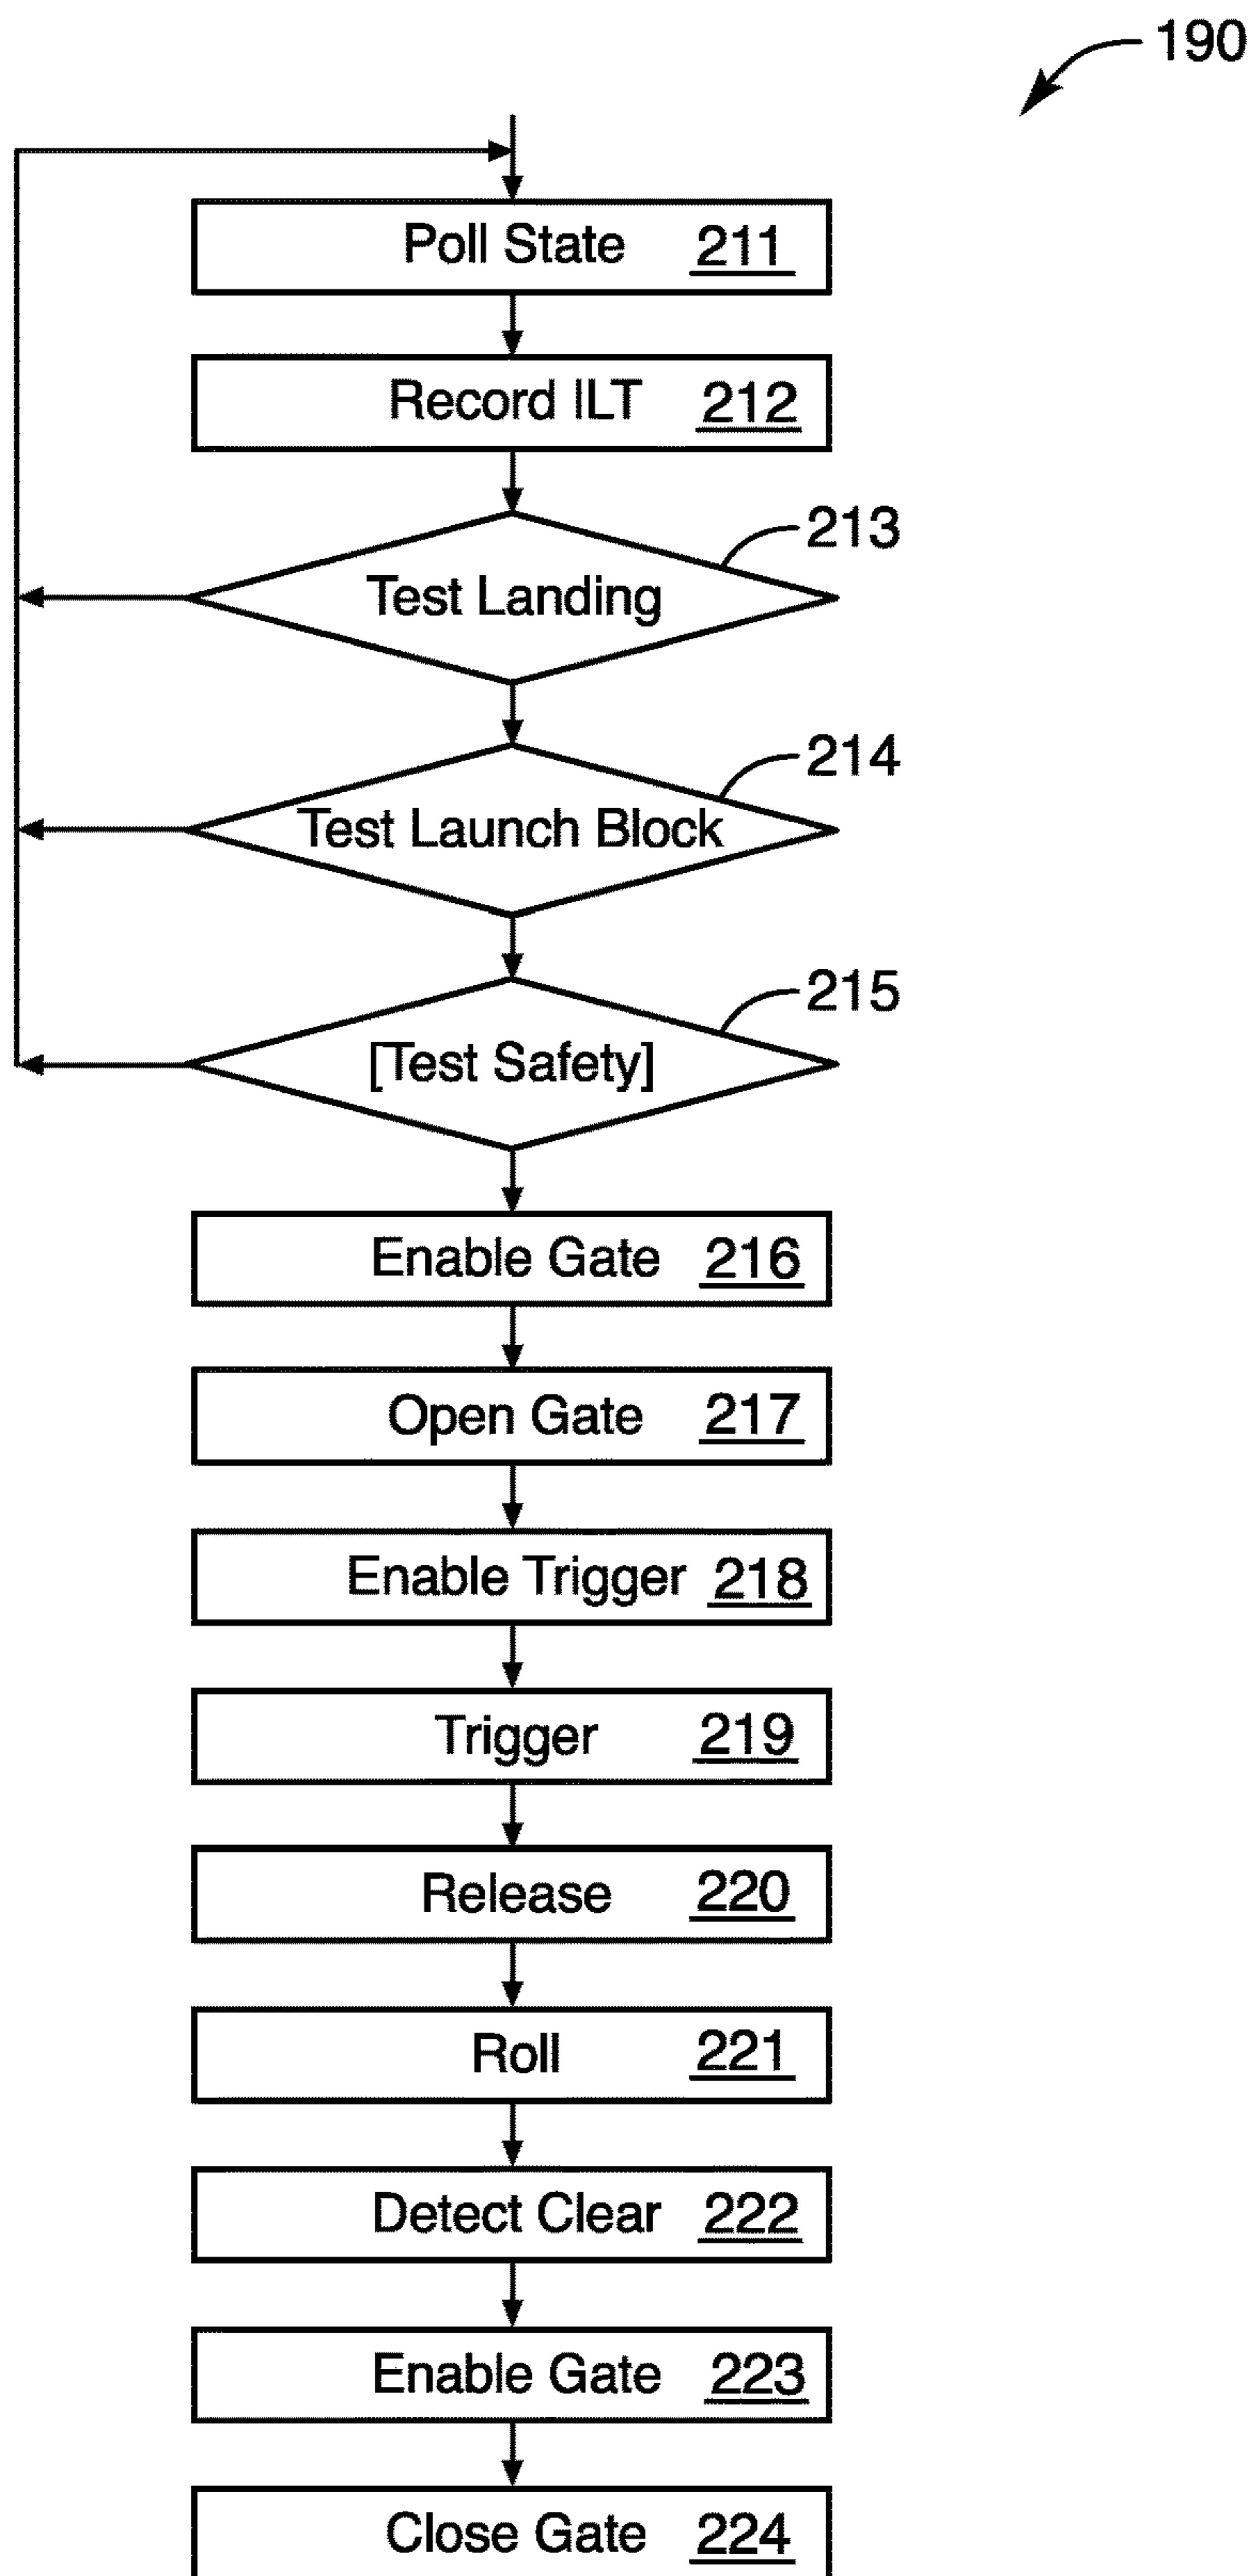 190
Poll State 211
Record ILT 212
213
Test Landing
214
Test Launch Block
215
[Test Safety]
Enable Gate 216
Open Gate 217
Enable Trigger 218
Trigger 219
Release 220
Roll 221
Detect Clear 222
Enable Gate 223
Close Gate 224